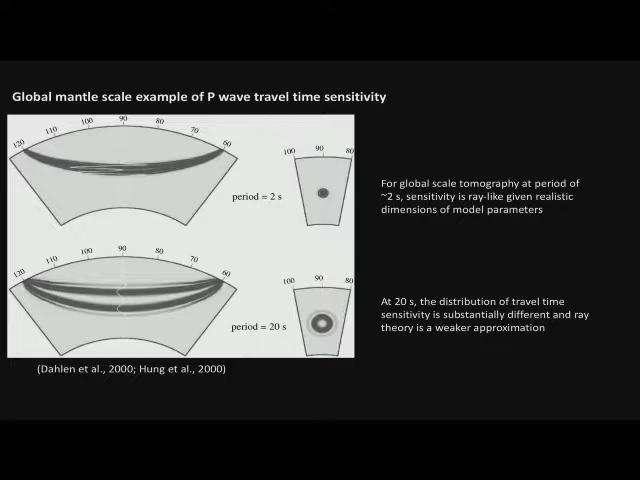 Global mantle scale example of P wave travel time sensitivity
120 110 100 90 80 70 60
100 90 80
period = 2 s
For global scale tomography at period of
~2 s, sensitivity is ray-like given realistic
dimensions of model parameters
120 110 100 90 80 70 60
100 90 80
period = 20 s
At 20 s, the distribution of travel time
sensitivity is substantially different and ray
theory is a weaker approximation
(Dahlen et al., 2000; Hung et al., 2000)